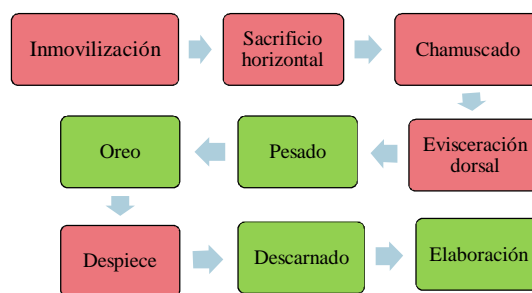 Inmovilización
Sacrificio
horizontal
Chamuscado
Evisceración
dorsal
Pesado
Oreo
Despiece
Descarnado
Elaboración